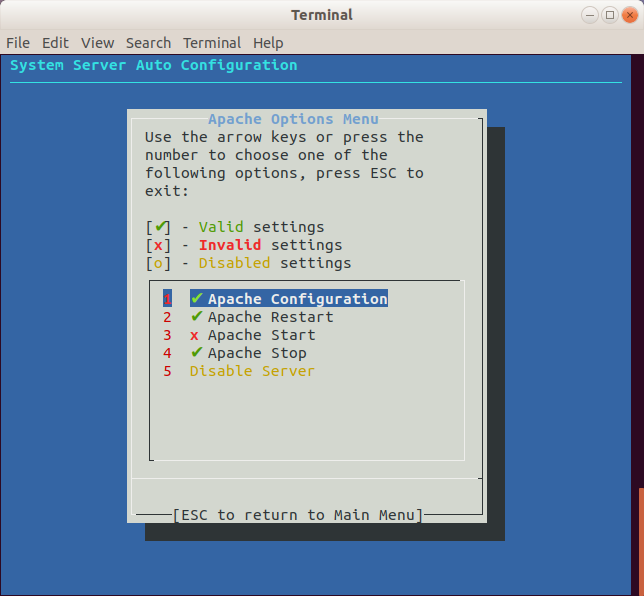 Terminal
File Edit View Search Terminal Help
System Server Auto Configuration
Apache Options Menu
Use the arrow keys or press the
number to choose one of the
following options, press ESC to
exit:
[✔] - Valid settings
[x] - Invalid settings
[o] - Disabled settings
1 ✔ Apache Configuration
2 ✔ Apache Restart
3 x Apache Start
4 ✔ Apache Stop
5 Disable Server
[ESC to return to Main Menu]